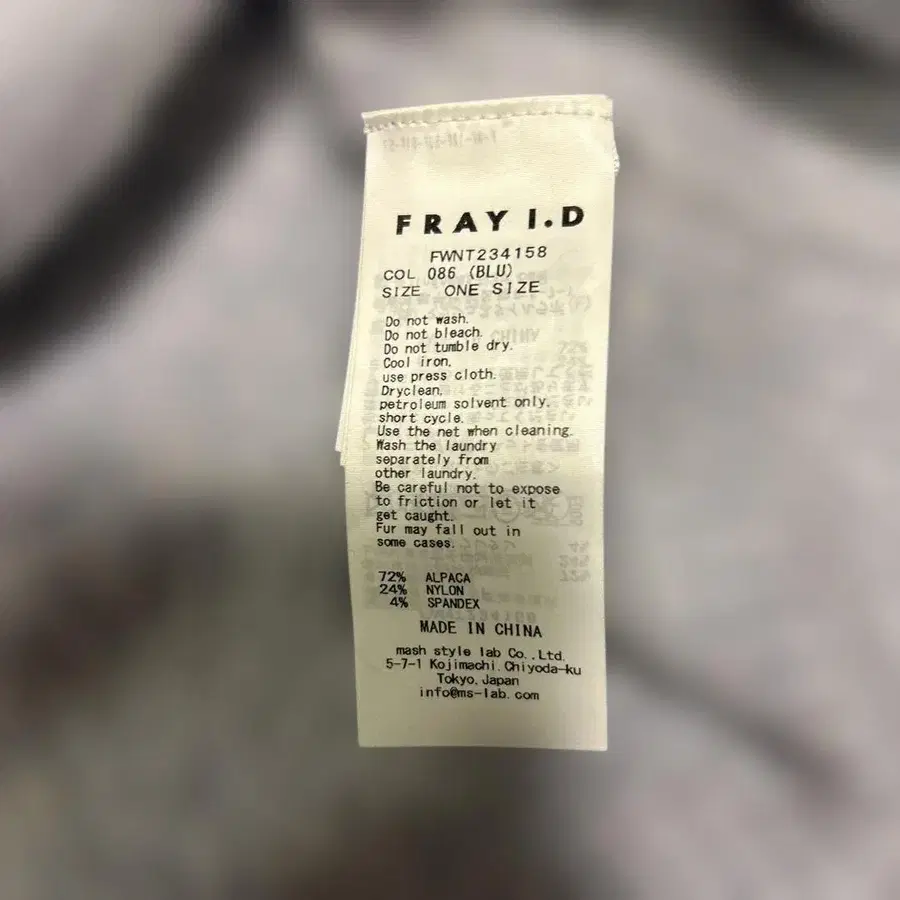 FRAY I.D
FWNT234158
COL 086 (BLU)
SIZE ONE SIZE
Do not wash.
Do not bleach.
Do not tumble dry.
Cool iron,
use press cloth.
Dryclean,
petroleum solvent only.
short cycle.
Use the net when cleaning.
Wash the laundry
separately from
other laundry.
Be careful not to expose
to friction or let it
get caught.
Fur may fall out in
some cases.
72% ALPACA
24% NYLON
4% SPANDEX
MADE IN CHINA
mash style lab Co.,Ltd.
5-7-1 Kojimachi.Chiyoda-ku
Tokyo,Japan
info@ms-lab.com